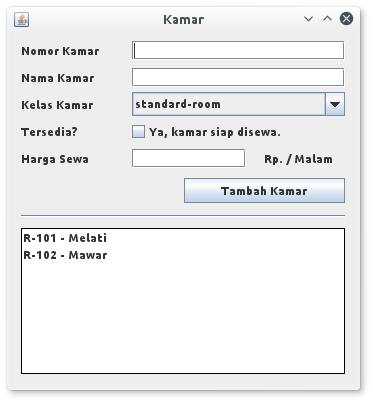 Kamar
Nomor Kamar
Nama Kamar
Kelas Kamar standard-room
Tersedia? Ya, kamar siap disewa.
Harga Sewa Rp. / Malam
Tambah Kamar
R-101 - Melati
R-102 - Mawar